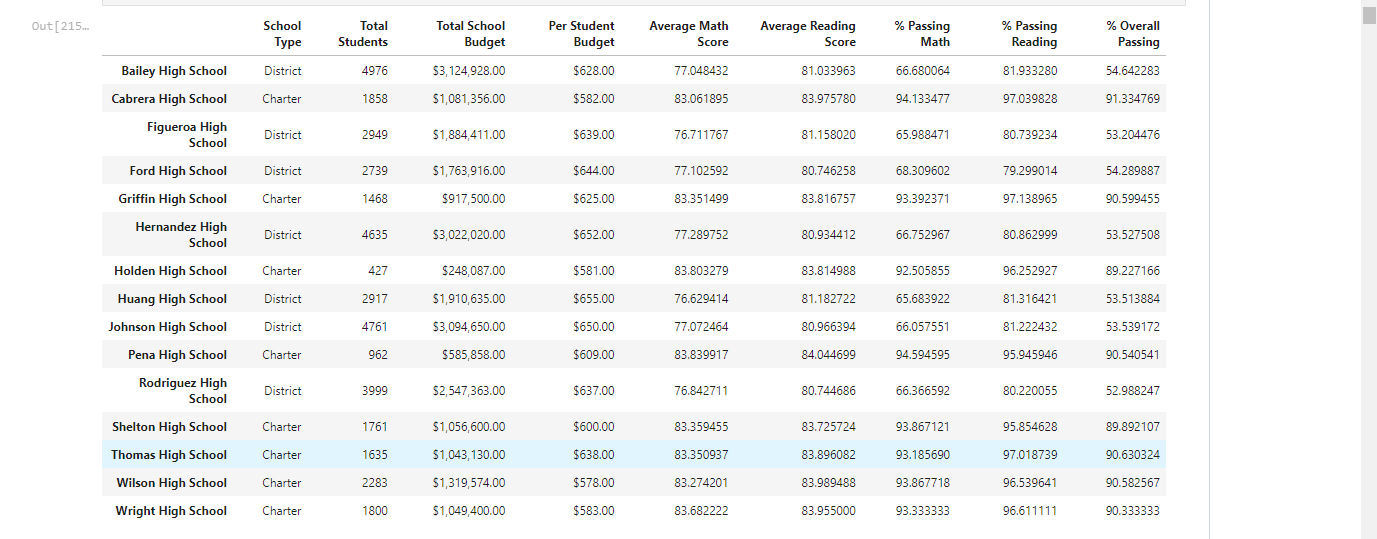 Out[215…
School Type Total Students Total School Budget Per Student Budget Average Math Score Average Reading Score % Passing Math % Passing Reading % Overall Passing
Bailey High School District 4976 $3,124,928.00 $628.00 77.048432 81.033963 66.680064 81.933280 54.642283
Cabrera High School Charter 1858 $1,081,356.00 $582.00 83.061895 83.975780 94.133477 97.039828 91.334769
Figueroa High School District 2949 $1,884,411.00 $639.00 76.711767 81.158020 65.988471 80.739234 53.204476
Ford High School District 2739 $1,763,916.00 $644.00 77.102592 80.746258 68.309602 79.299014 54.289887
Griffin High School Charter 1468 $917,500.00 $625.00 83.351499 83.816757 93.392371 97.138965 90.599455
Hernandez High School District 4635 $3,022,020.00 $652.00 77.289752 80.934412 66.752967 80.862999 53.527508
Holden High School Charter 427 $248,087.00 $581.00 83.803279 83.814988 92.505855 96.252927 89.227166
Huang High School District 2917 $1,910,635.00 $655.00 76.629414 81.182722 65.683922 81.316421 53.513884
Johnson High School District 4761 $3,094,650.00 $650.00 77.072464 80.966394 66.057551 81.222432 53.539172
Pena High School Charter 962 $585,858.00 $609.00 83.839917 84.044699 94.594595 95.945946 90.540541
Rodriguez High School District 3999 $2,547,363.00 $637.00 76.842711 80.744686 66.366592 80.220055 52.988247
Shelton High School Charter 1761 $1,056,600.00 $600.00 83.359455 83.725724 93.867121 95.854628 89.892107
Thomas High School Charter 1635 $1,043,130.00 $638.00 83.350937 83.896082 93.185690 97.018739 90.630324
Wilson High School Charter 2283 $1,319,574.00 $578.00 83.274201 83.989488 93.867718 96.539641 90.582567
Wright High School Charter 1800 $1,049,400.00 $583.00 83.682222 83.955000 93.333333 96.611111 90.333333